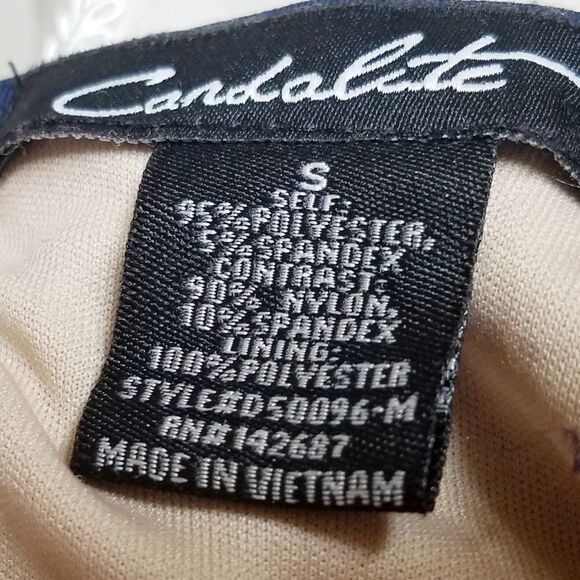 Candalite
S
SELF:
95%POLYESTER,
5%SPANDEX
CONTRAST:
90% NYLON,
10%SPANDEX
LINING:
100%POLYESTER
STYLE#D50096-M
RN#142687
MADE IN VIETNAM